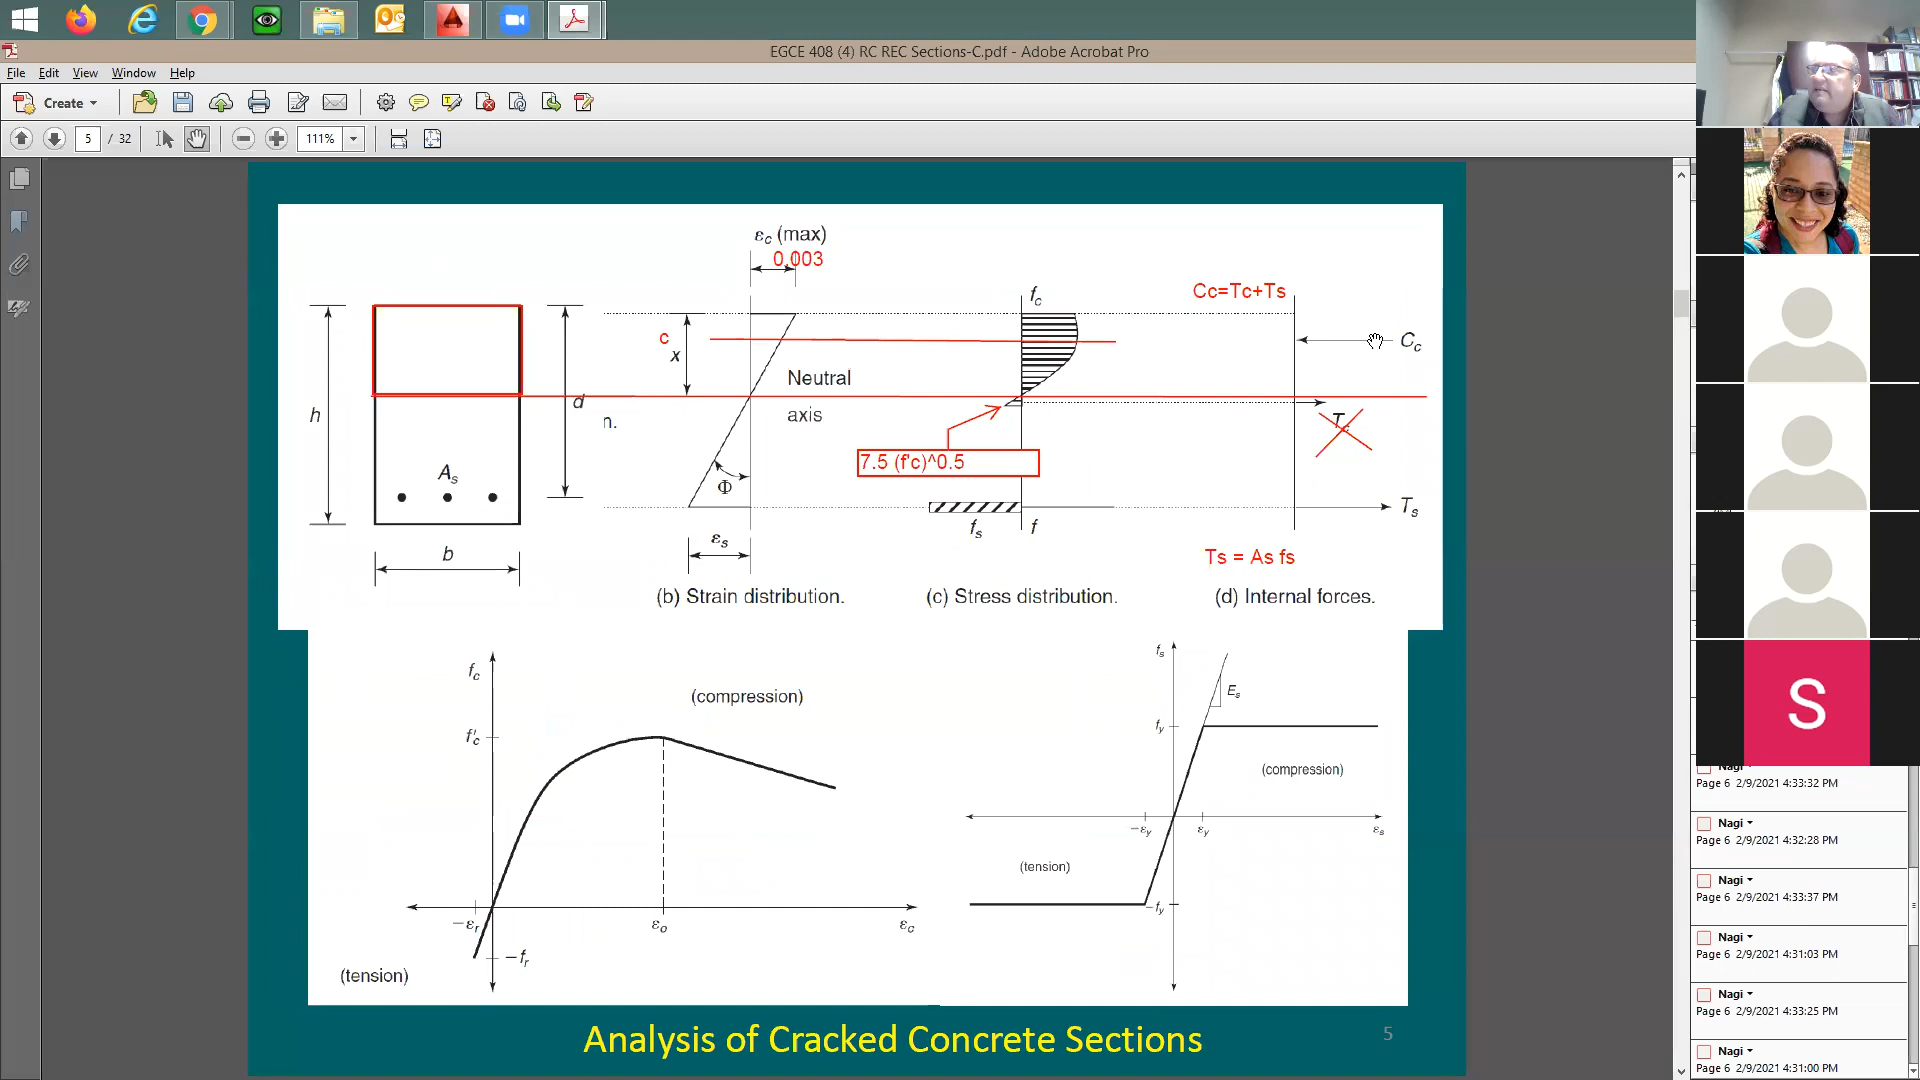 EGCE 408 (4) RC REC Sections-C.pdf - Adobe Acrobat Pro
File Edit View Window Help
Create
5 / 32 111%
εc (max)
0.003
fc
Cc=Tc+Ts
c
x
Cc
h
d
Neutral
axis
n.
Tc
7.5 (f'c)^0.5
As
Φ
Ts
fs
f
εs
b
Ts = As fs
(b) Strain distribution.
(c) Stress distribution.
(d) Internal forces.
fc
(compression)
f'c
−εr
εo
εc
−fr
(tension)
fs
Es
fy
(compression)
−εy
εy
εs
(tension)
−fy
Analysis of Cracked Concrete Sections
5
S
Nagi
Page 6 2/9/2021 4:33:32 PM
Nagi
Page 6 2/9/2021 4:32:28 PM
Nagi
Page 6 2/9/2021 4:33:37 PM
Nagi
Page 6 2/9/2021 4:31:03 PM
Nagi
Page 6 2/9/2021 4:33:25 PM
Nagi
Page 6 2/9/2021 4:31:00 PM